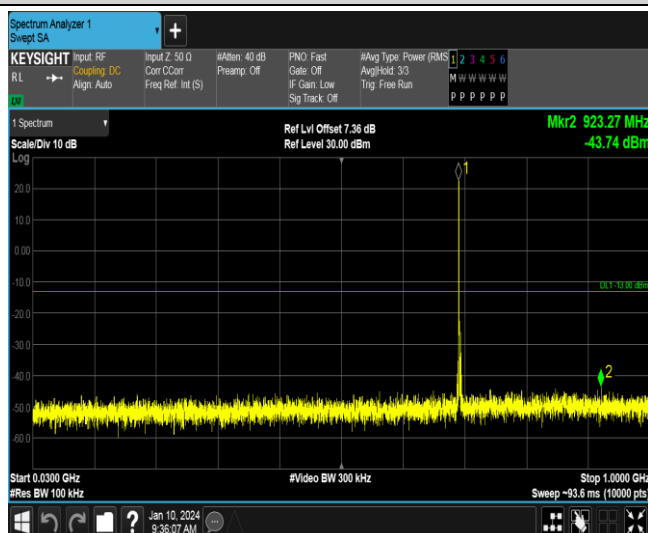 Spectrum Analyzer 1
Swept SA
+
KEYSIGHT
RL
Input: RF
Coupling: DC
Align: Auto
Input Z: 50 Ω
Corr CCorr
Freq Ref: Int (S)
#Atten: 40 dB
Preamp: Off
PNO: Fast
Gate: Off
IF Gain: Low
Sig Track: Off
#Avg Type: Power (RMS
Avg|Hold: 3/3
Trig: Free Run
1 2 3 4 5 6
M W W W W W
P P P P P P
1 Spectrum
Scale/Div 10 dB
Log
Ref Lvl Offset 7.36 dB
Ref Level 30.00 dBm
Mkr2 923.27 MHz
-43.74 dBm
1
20.0
10.0
0.00
-10.0
DL1 -13.00 dBm
-20.0
-30.0
-40.0
2
-50.0
-60.0
Start 0.0300 GHz
#Res BW 100 kHz
#Video BW 300 kHz
Stop 1.0000 GHz
Sweep ~93.6 ms (10000 pts)
?
Jan 10, 2024
9:36:07 AM